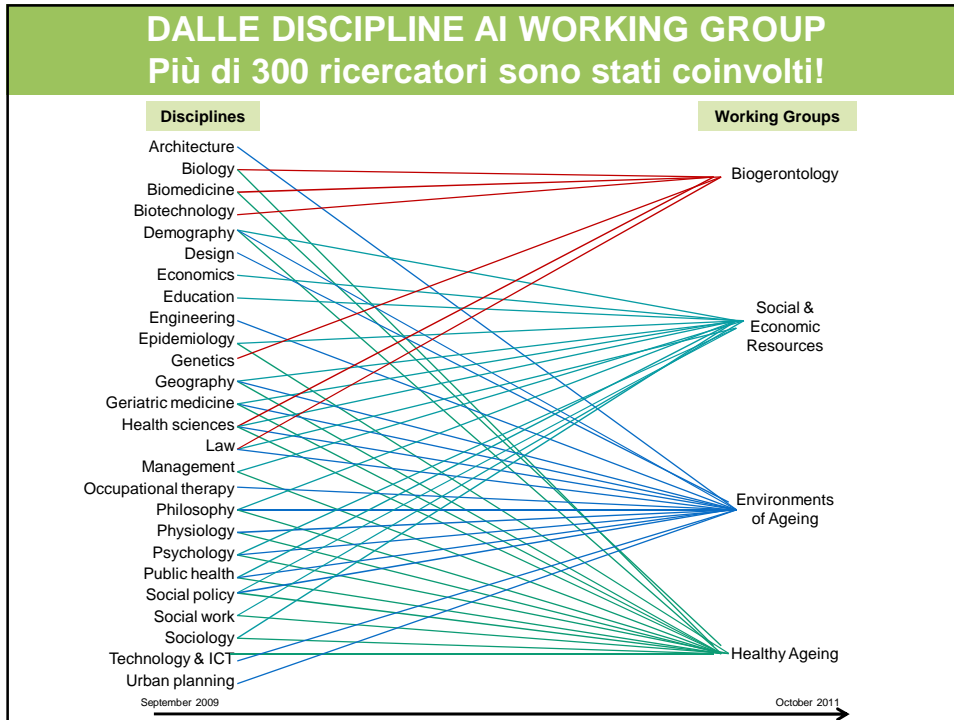 DALLE DISCIPLINE AI WORKING GROUP
Più di 300 ricercatori sono stati coinvolti!
Disciplines
Architecture
Biology
Biomedicine
Biotechnology
Demography
Design
Economics
Education
Engineering
Epidemiology
Genetics
Geography
Geriatric medicine
Health sciences
Law
Management
Occupational therapy
Philosophy
Physiology
Psychology
Public health
Social policy
Social work
Sociology
Technology & ICT
Urban planning
Working Groups
Biogerontology
Social &
Economic
Resources
Environments
of Ageing
Healthy Ageing
September 2009
October 2011